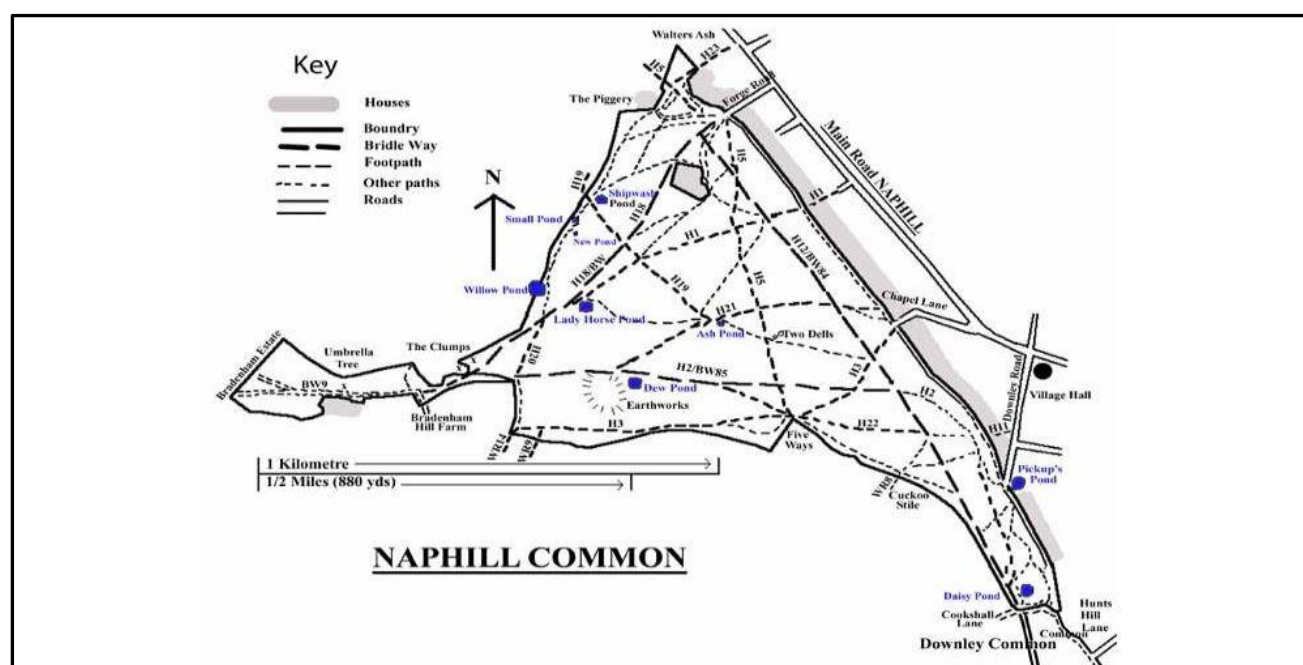 Walters Ash
H5
H23
Key
Houses
Boundry
Bridle Way
Footpath
Other paths
Roads
N
The Piggery
Forge Road
Main Road NAPHILL
H5
H19
Shipwash
Pond
H18
H1
Small Pond
New Pond
H1
H12/BW84
H18/BW
H19
H5
Willow Pond
Lady Horse Pond
H21
Ash Pond
Chapel Lane
Two Dells
The Clumps
H20
H3
Bradenham Estate
Umbrella
Tree
BW9
H2/BW85
Dew Pond
Earthworks
H2
Downley Road
Village Hall
Bradenham
Hill Farm
H3
Five
Ways
H22
H11
WR14
WR9
1 Kilometre
1/2 Miles (880 yds)
WR8
Cuckoo
Stile
Pickup's
Pond
NAPHILL COMMON
Daisy Pond
Cookshall
Lane
Hunts
Hill
Lane
Common
Downley Common